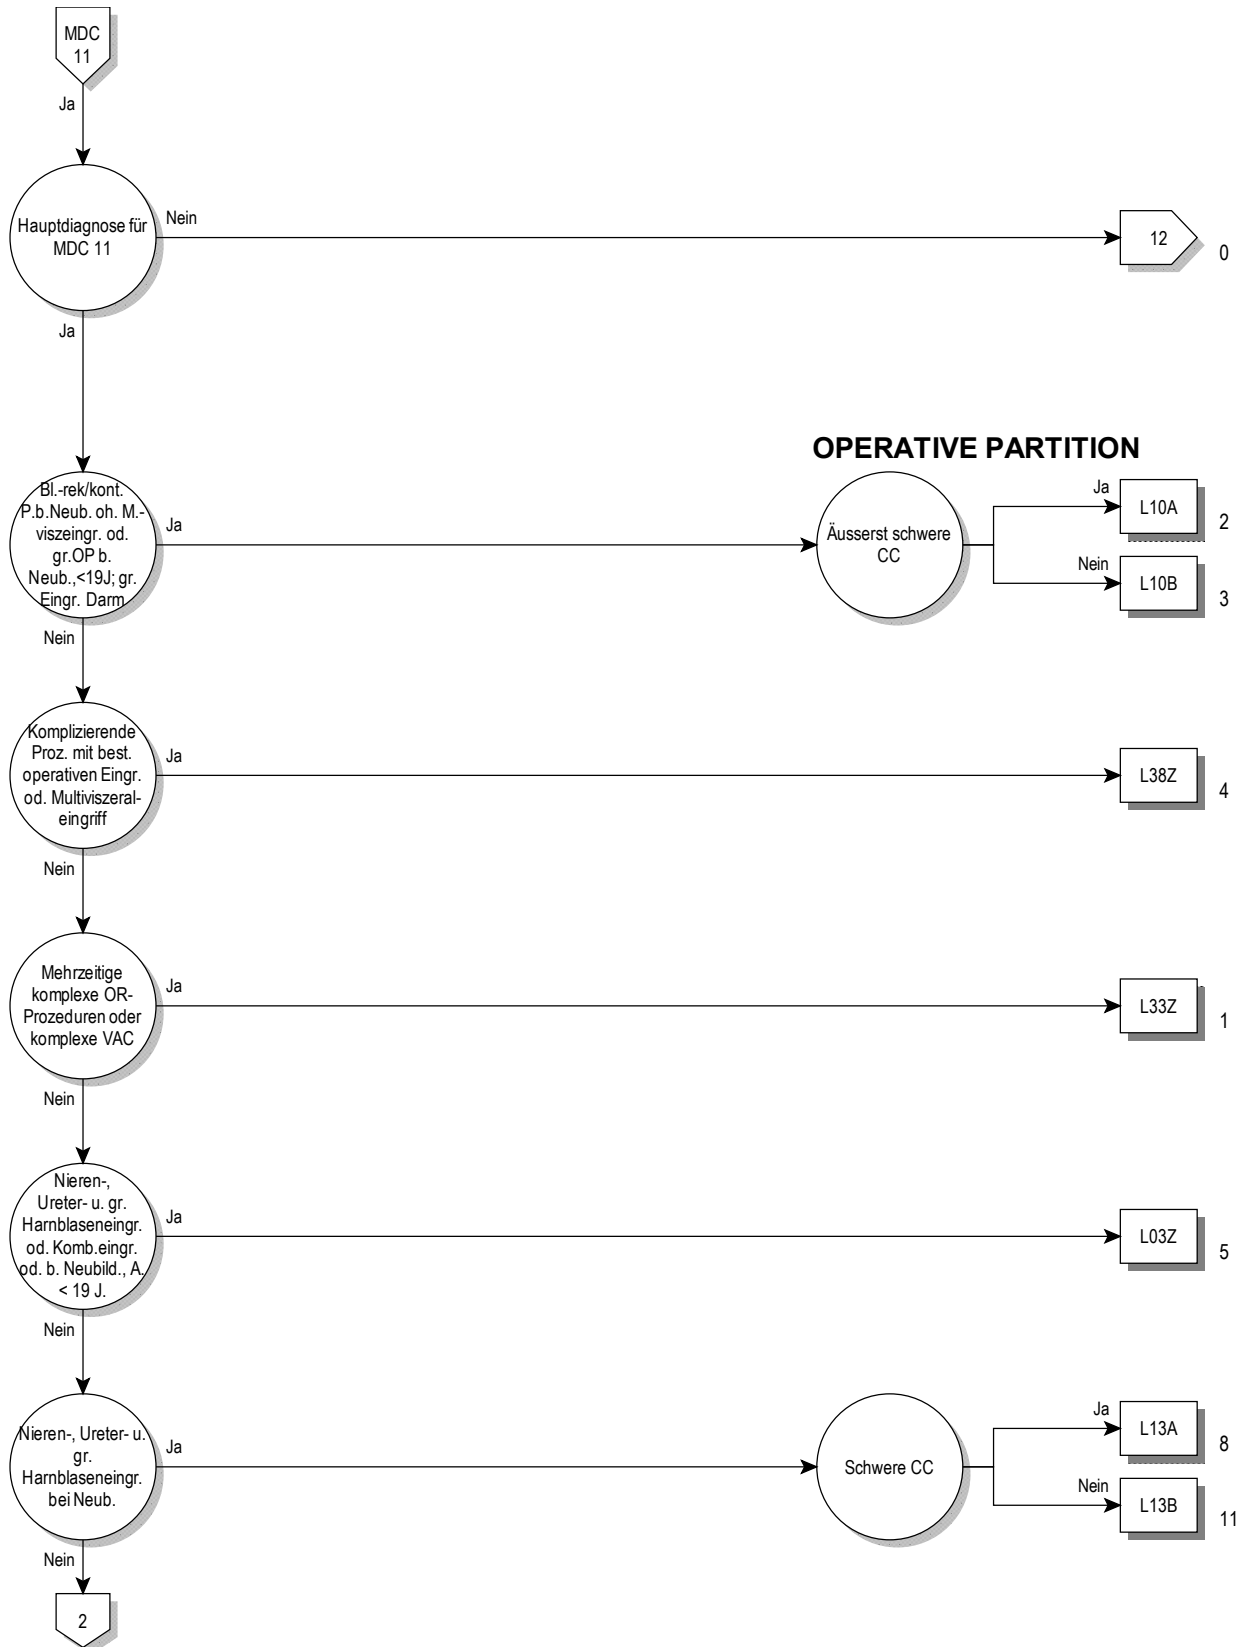 MDC
11
Ja
Hauptdiagnose für
MDC 11
Nein
12
0
Ja
OPERATIVE PARTITION
Bl.-rek/kont.
P.b.Neub. oh. M.-
viszeingr. od.
gr.OP b.
Neub.,<19J; gr.
Eingr. Darm
Ja
Äusserst schwere
CC
Ja
L10A
2
Nein
L10B
3
Nein
Komplizierende
Proz. mit best.
operativen Eingr.
od. Multiviszeral-
eingriff
Ja
L38Z
4
Nein
Mehrzeitige
komplexe OR-
Prozeduren oder
komplexe VAC
Ja
L33Z
1
Nein
Nieren-,
Ureter- u. gr.
Harnblaseneingr.
od. Komb.eingr.
od. b. Neubild., A.
< 19 J.
Ja
L03Z
5
Nein
Nieren-, Ureter- u.
gr.
Harnblaseneingr.
bei Neub.
Ja
Schwere CC
Ja
L13A
8
Nein
L13B
11
Nein
2